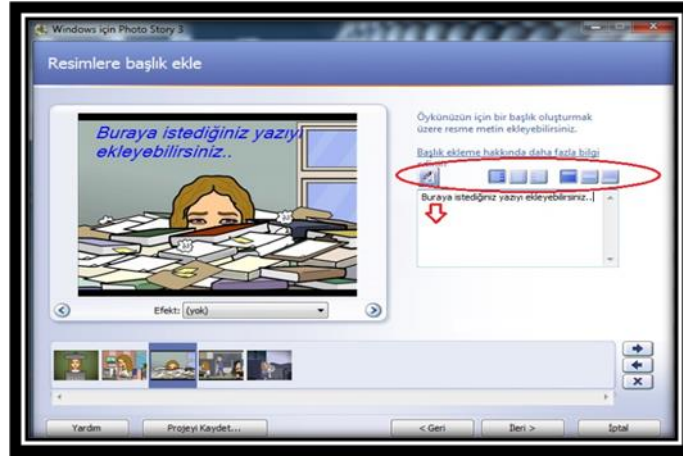 Windows için Photo Story 3
Resimlere başlık ekle
Buraya istediğiniz yazıyı
ekleyebilirsiniz..
Öykünüzün için bir başlık oluşturmak
üzere resme metin ekleyebilirsiniz.
Başlık ekleme hakkında daha fazla bilgi
Buraya istediğiniz yazıyı ekleyebilirsiniz..
Efekt: (yok)
Yardım
Projeyi Kaydet...
< Geri
İleri >
İptal